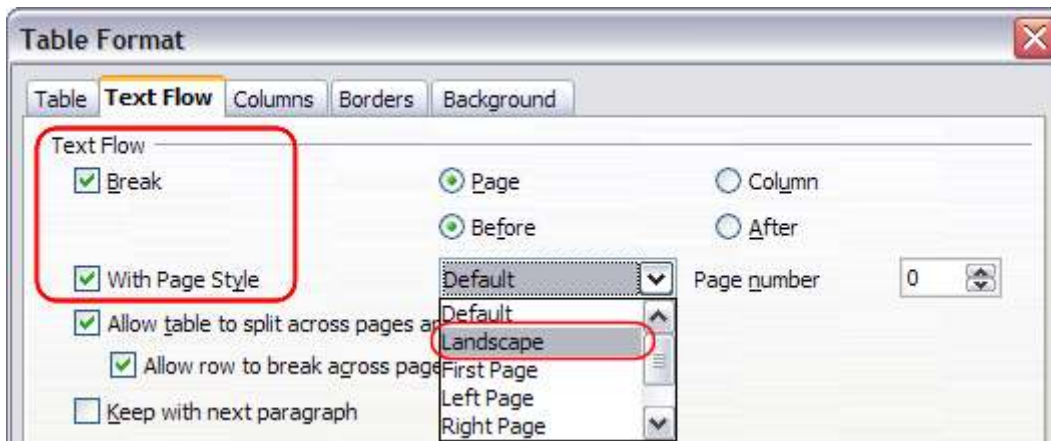 Table Format
Table Text Flow Columns Borders Background
Text Flow
Break Page Column
Before After
With Page Style Default Page number 0
Default
Allow table to split across pages
Landscape
Allow row to break across
First Page
Left Page
Keep with next paragraph
Right Page